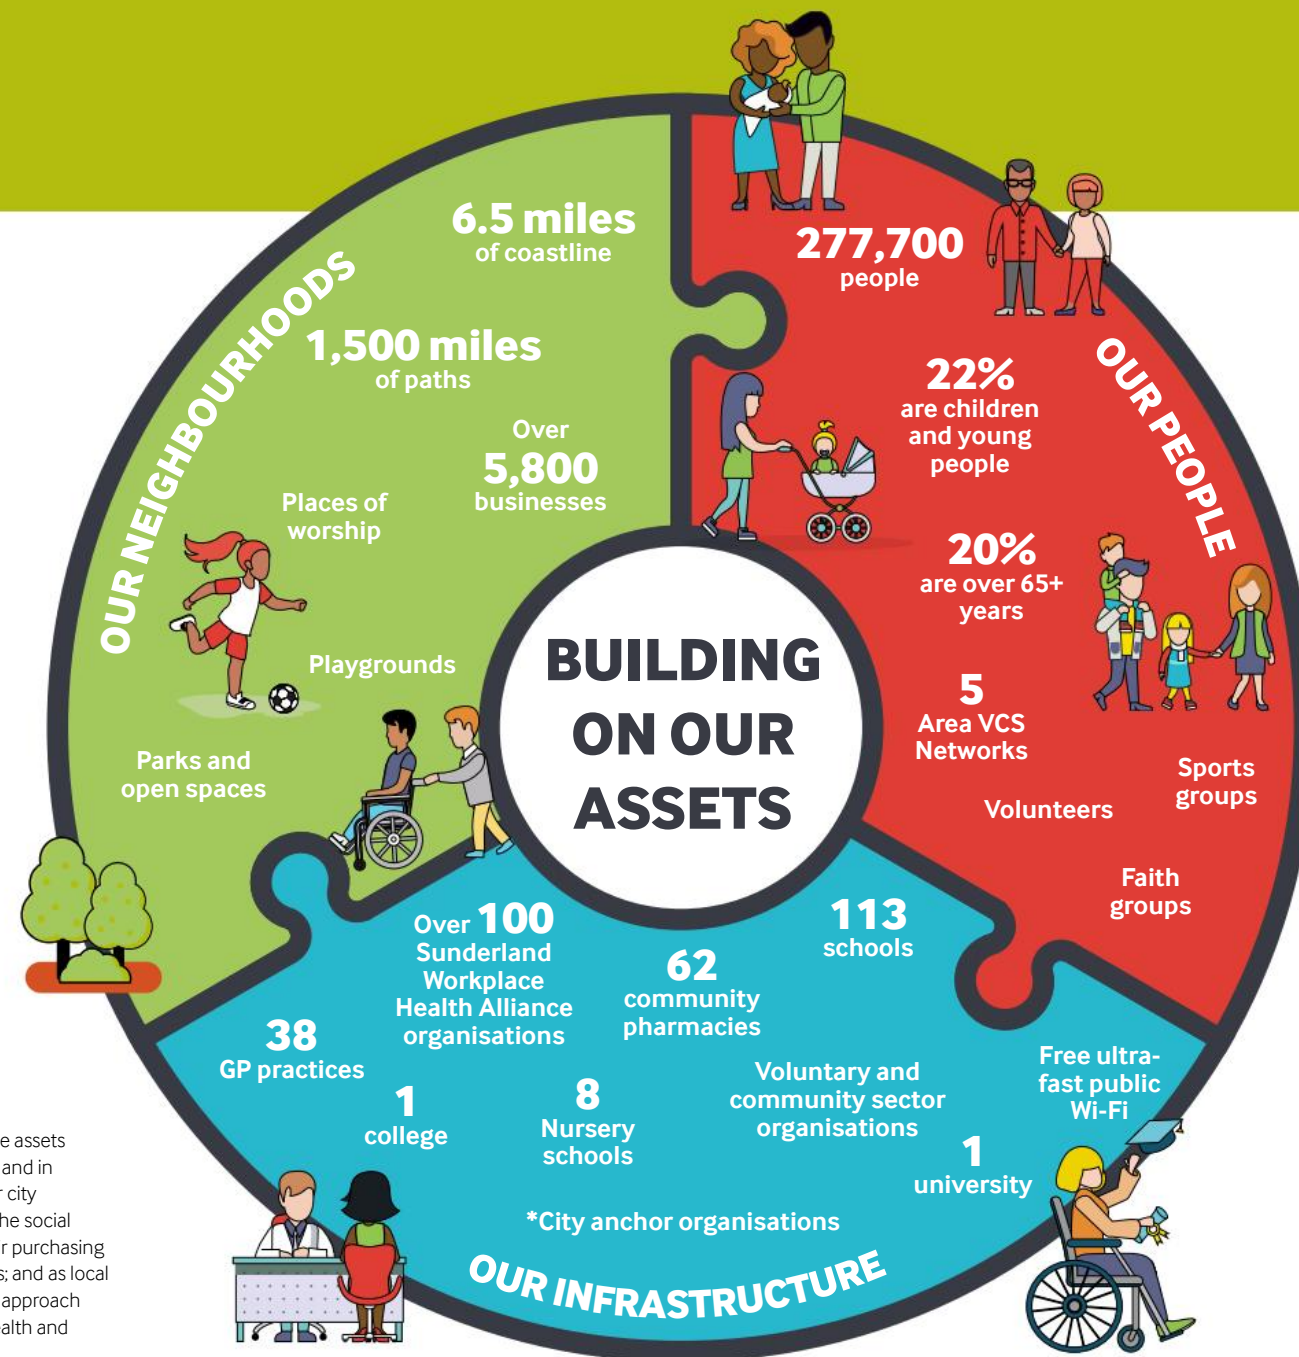 OUR NEIGHBOURHOODS
6.5 miles
of coastline
1,500 miles
of paths
Over
5,800
businesses
Places of
worship
Playgrounds
Parks and
open spaces
OUR PEOPLE
277,700
people
22%
are children
and young
people
20%
are over 65+
years
5
Area VCS
Networks
Volunteers
Sports
groups
Faith
groups
BUILDING
ON OUR
ASSETS
Over 100
Sunderland
Workplace
Health Alliance
organisations
62
community
pharmacies
113
schools
38
GP practices
1
college
8
Nursery
schools
Voluntary and
community sector
organisations
1
university
Free ultra-
fast public
Wi-Fi
*City anchor organisations
OUR INFRASTRUCTURE
assets
and in
city
he social
r purchasing
s; and as local
approach
ealth and